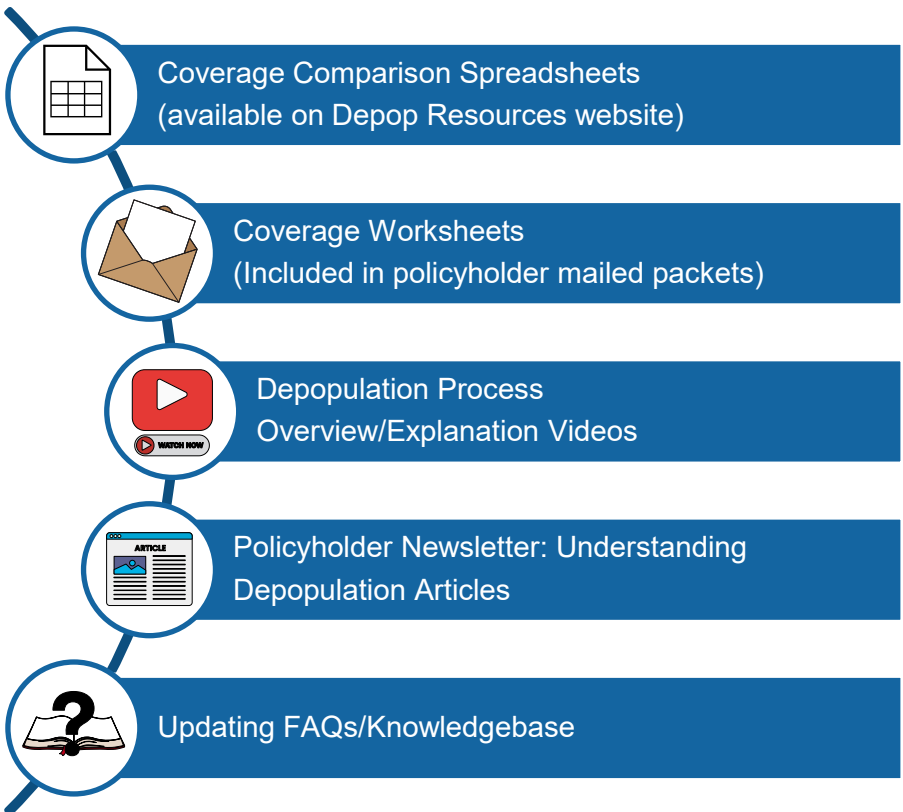 Coverage Comparison Spreadsheets
(available on Depop Resources website)
Coverage Worksheets
(Included in policyholder mailed packets)
Depopulation Process
Overview/Explanation Videos
WATCH NOW
Policyholder Newsletter: Understanding
Depopulation Articles
ARTICLE
?
Updating FAQs/Knowledgebase